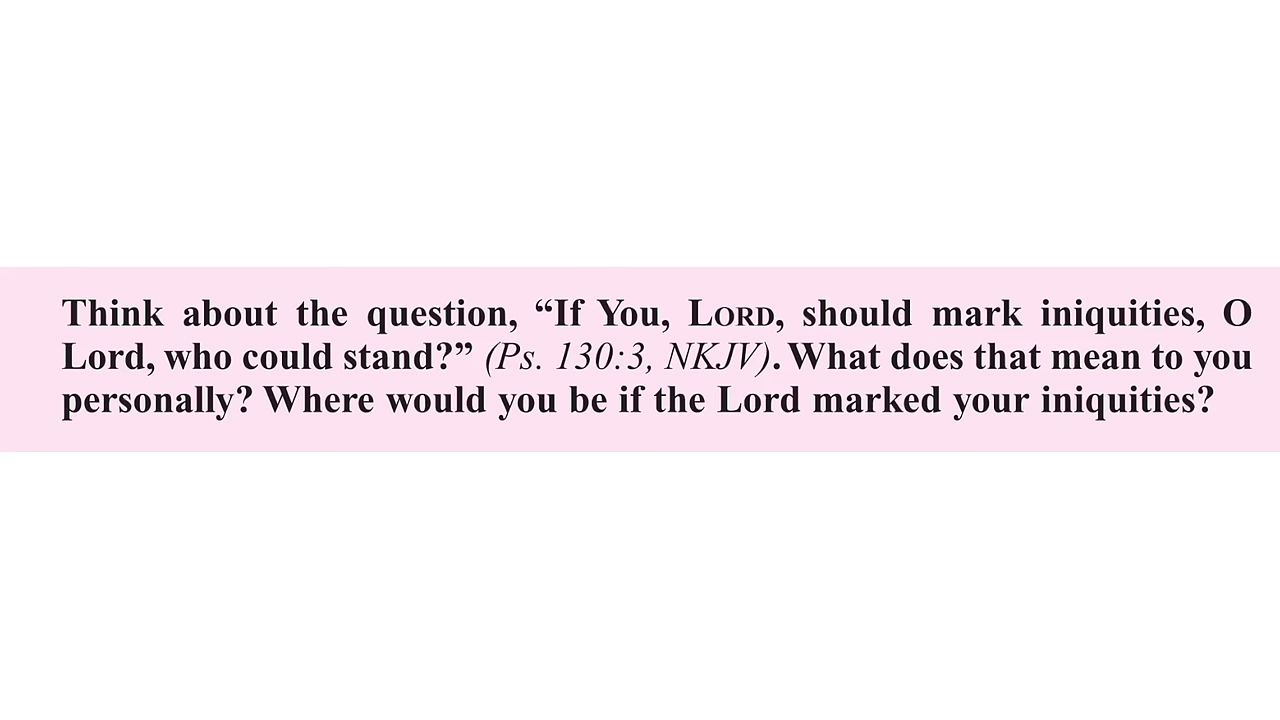 Think about the question, “If You, LORD, should mark iniquities, O
Lord, who could stand?” (Ps. 130:3, NKJV). What does that mean to you
personally? Where would you be if the Lord marked your iniquities?